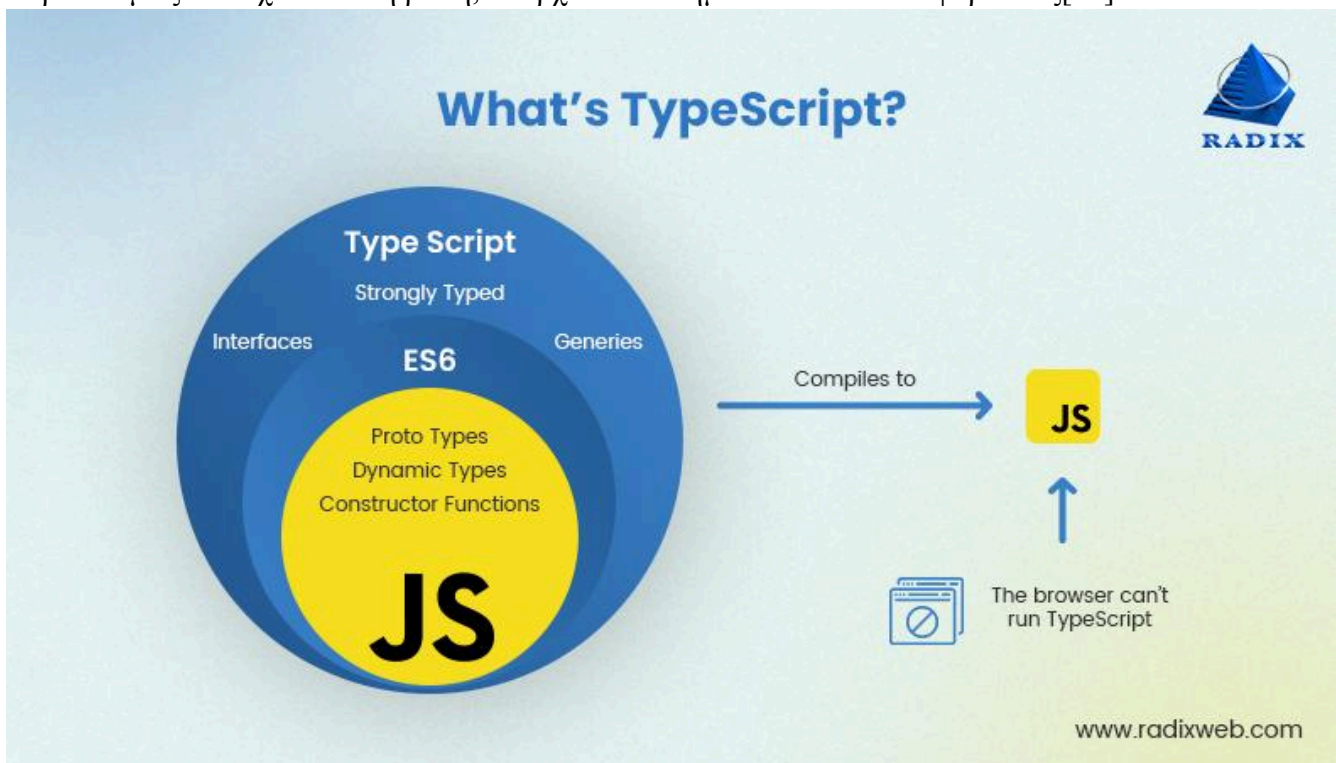 What's TypeScript?
RADIX
Type Script
Strongly Typed
Interfaces
Generies
ES6
Proto Types
Dynamic Types
Constructor Functions
JS
Compiles to
JS
The browser can't
run TypeScript
www.radixweb.com